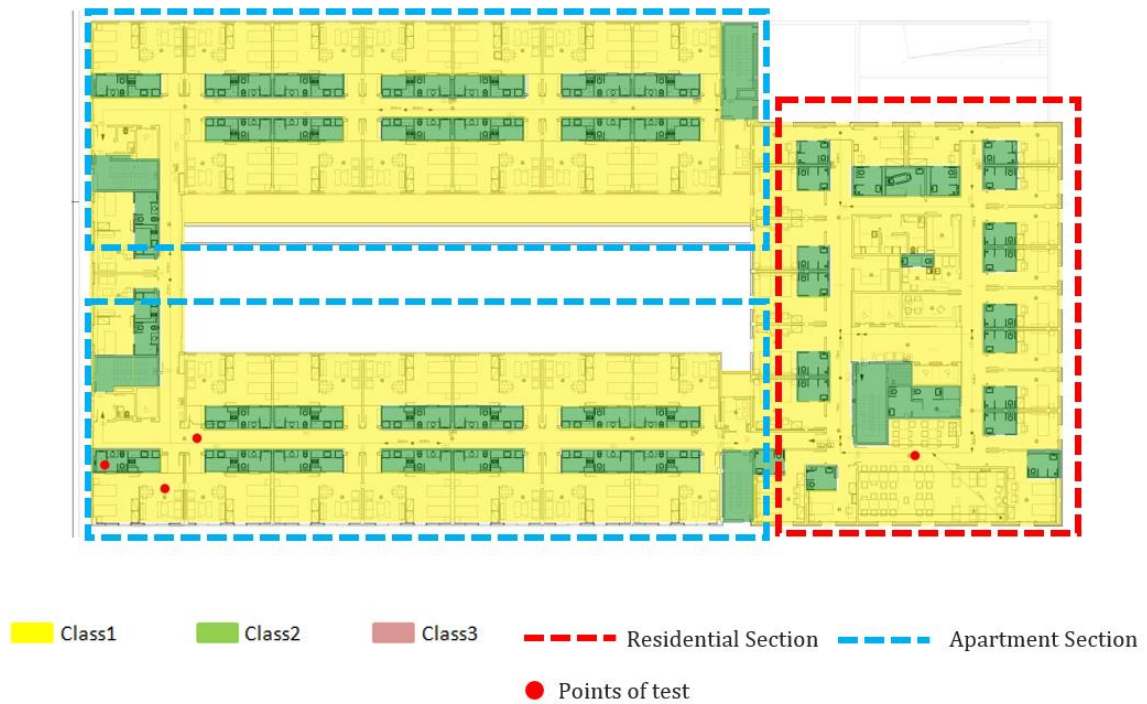 Class1 Class2 Class3 Residential Section Apartment Section
Points of test